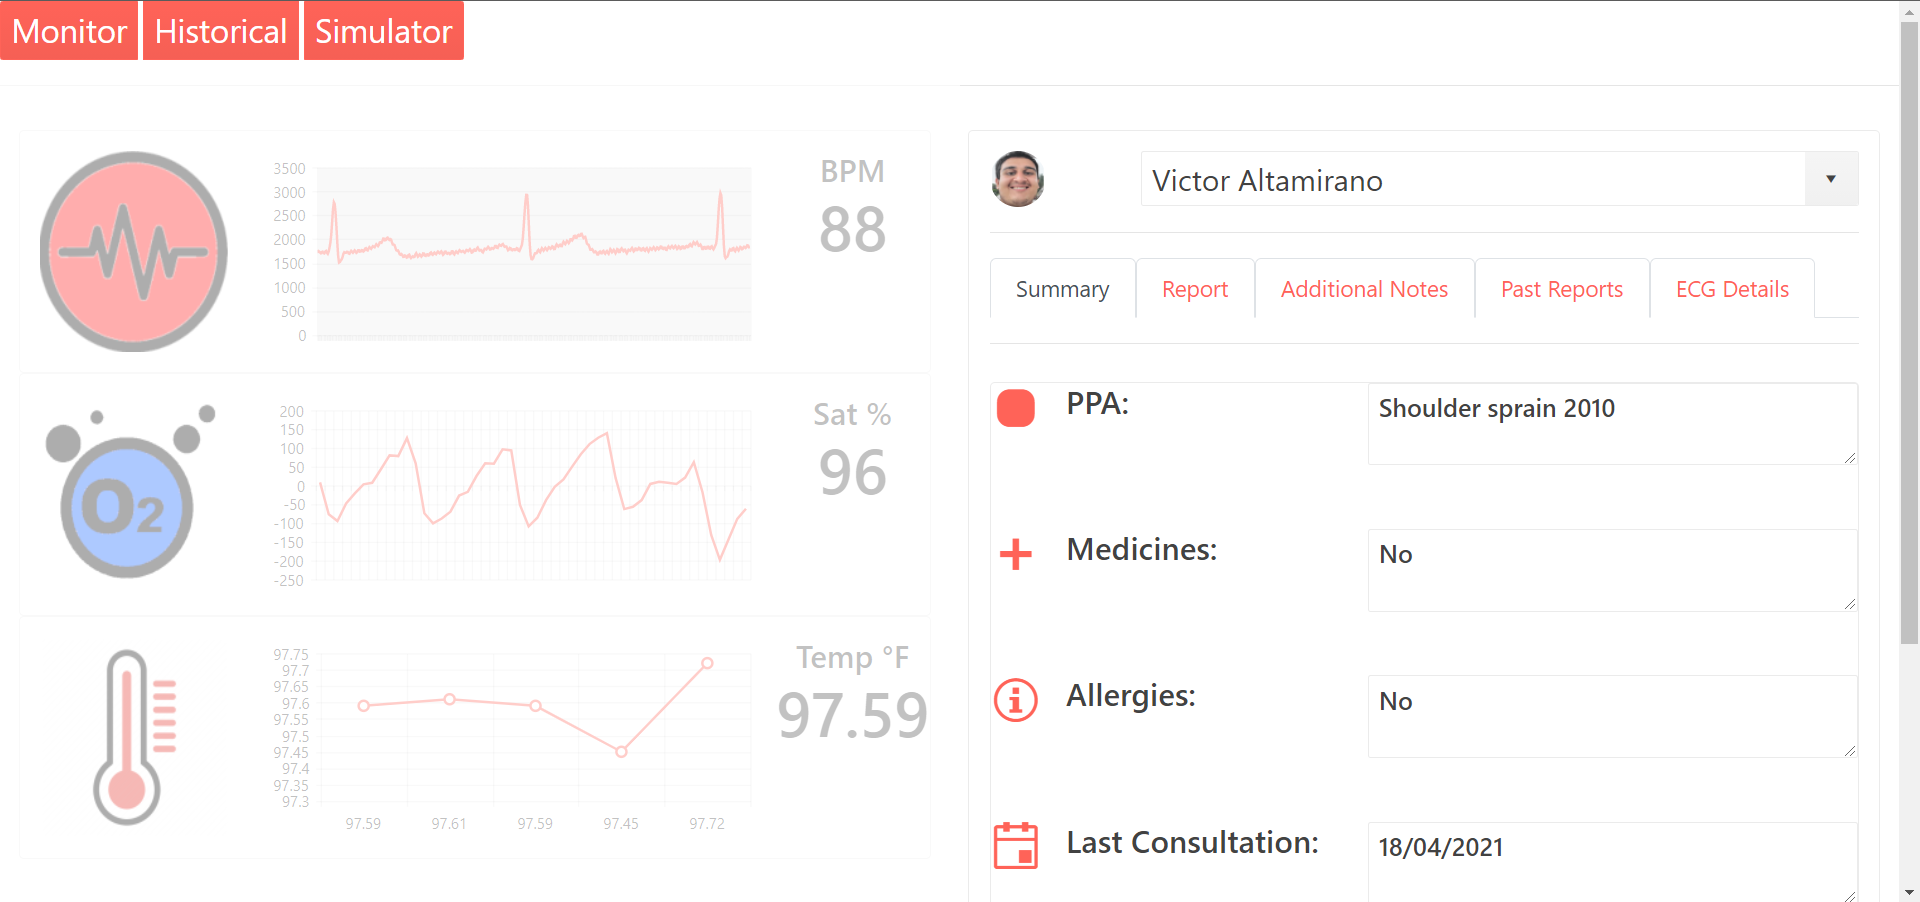 Monitor Historical Simulator
3500
3000
2500
2000
1500
1000
500
0
BPM
88
O2
200
150
100
50
0
-50
-100
-150
-200
-250
Sat %
96
97.75
97.7
97.65
97.6
97.55
97.5
97.45
97.4
97.35
97.3
97.59 97.61 97.59 97.45 97.72
Temp °F
97.59
Victor Altamirano
Summary Report Additional Notes Past Reports ECG Details
PPA: Shoulder sprain 2010
Medicines: No
Allergies: No
Last Consultation: 18/04/2021